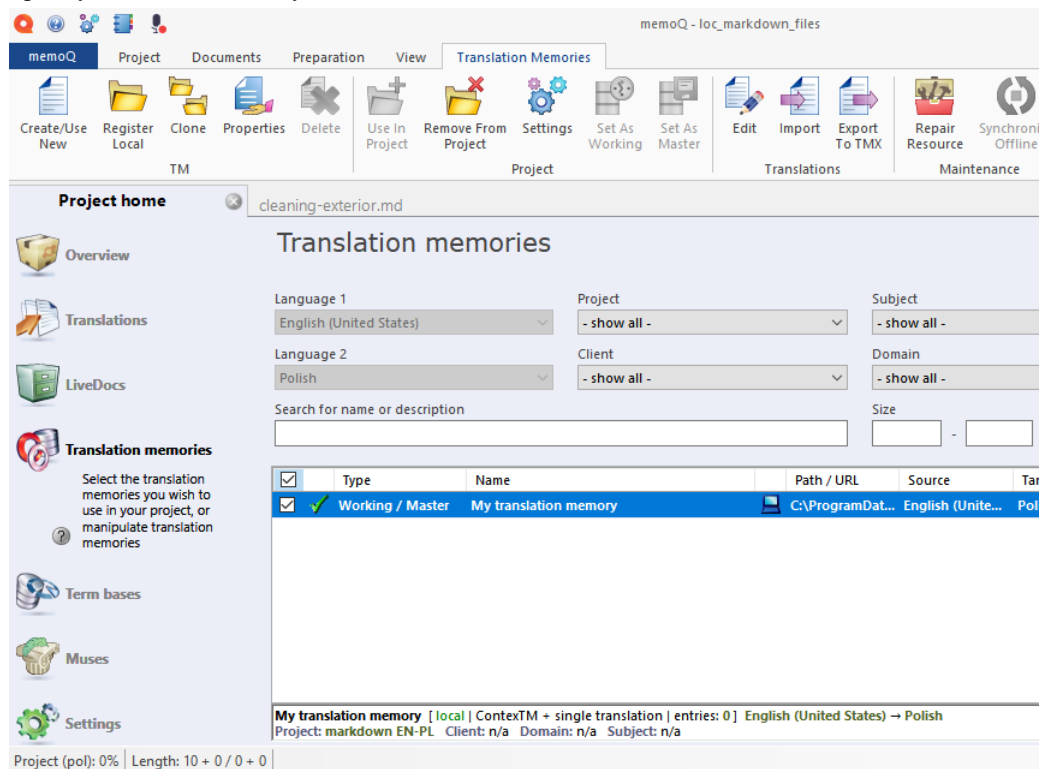 memoQ - loc_markdown_files
memoQ Project Documents Preparation View Translation Memories
Create/Use New
Register Local
Clone
Properties
Delete
Use In Project
Remove From Project
Settings
Set As Working
Set As Master
Edit
Import
Export To TMX
Repair Resource
Synchroni
Offline
TM Project Translations Maintenance
Project home
cleaning-exterior.md
Overview
Translations
LiveDocs
Translation memories
Select the translation
memories you wish to
use in your project, or
manipulate translation
memories
Term bases
Muses
Settings
Translation memories
Language 1 Project Subject
English (United States) - show all - - show all -
Language 2 Client Domain
Polish - show all - - show all -
Search for name or description Size
-
Type Name Path / URL Source Tar
Working / Master My translation memory C:\ProgramDat... English (Unite... Pol
My translation memory [ local | ContexTM + single translation | entries: 0 ] English (United States) → Polish
Project: markdown EN-PL Client: n/a Domain: n/a Subject: n/a
Project (pol): 0% Length: 10 + 0 / 0 + 0